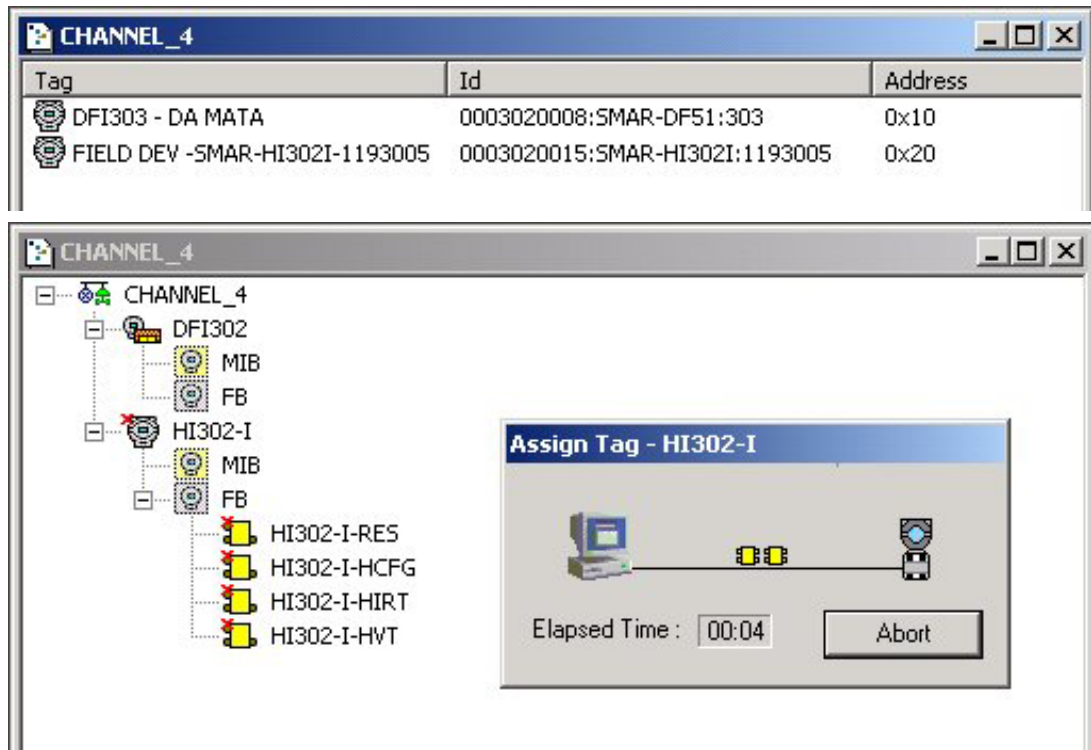 CHANNEL_4
Tag Id Address
DFI303 - DA MATA 0003020008:SMAR-DF51:303 0x10
FIELD DEV -SMAR-HI302I-1193005 0003020015:SMAR-HI302I:1193005 0x20
CHANNEL_4
CHANNEL_4
DFI302
MIB
FB
HI302-I
MIB
FB
HI302-I-RES
HI302-I-HCFG
HI302-I-HIRT
HI302-I-HVT
Assign Tag - HI302-I
Elapsed Time : 00:04 Abort